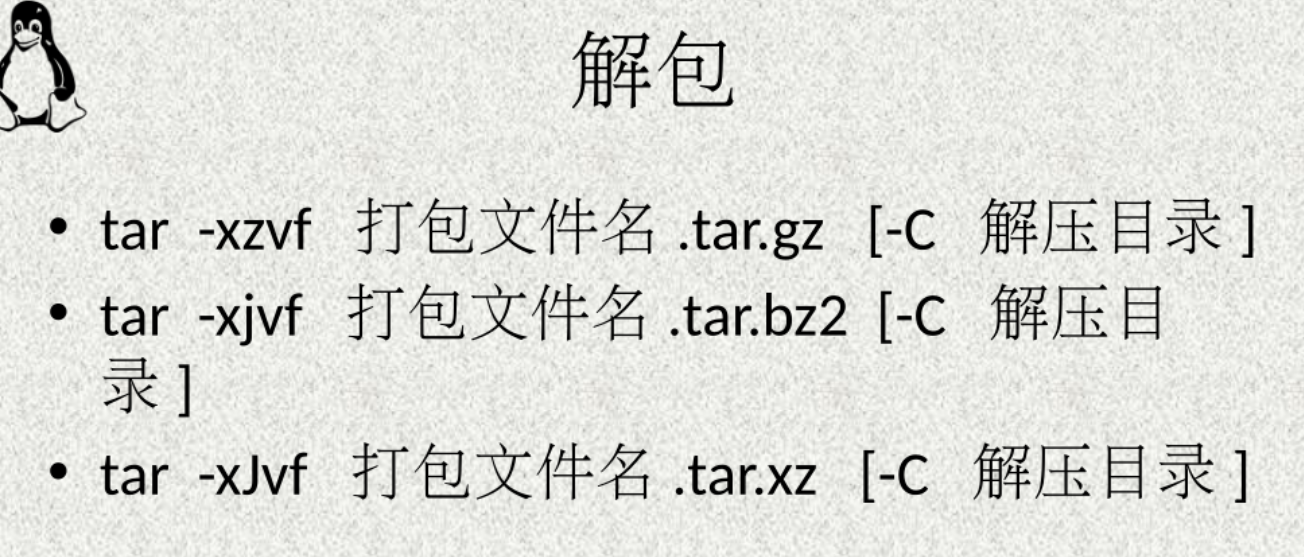 解包
• tar -xzvf 打包文件名 .tar.gz [-C 解压目录 ]
• tar -xjvf 打包文件名 .tar.bz2 [-C 解压目
录 ]
• tar -xJvf 打包文件名 .tar.xz [-C 解压目录 ]